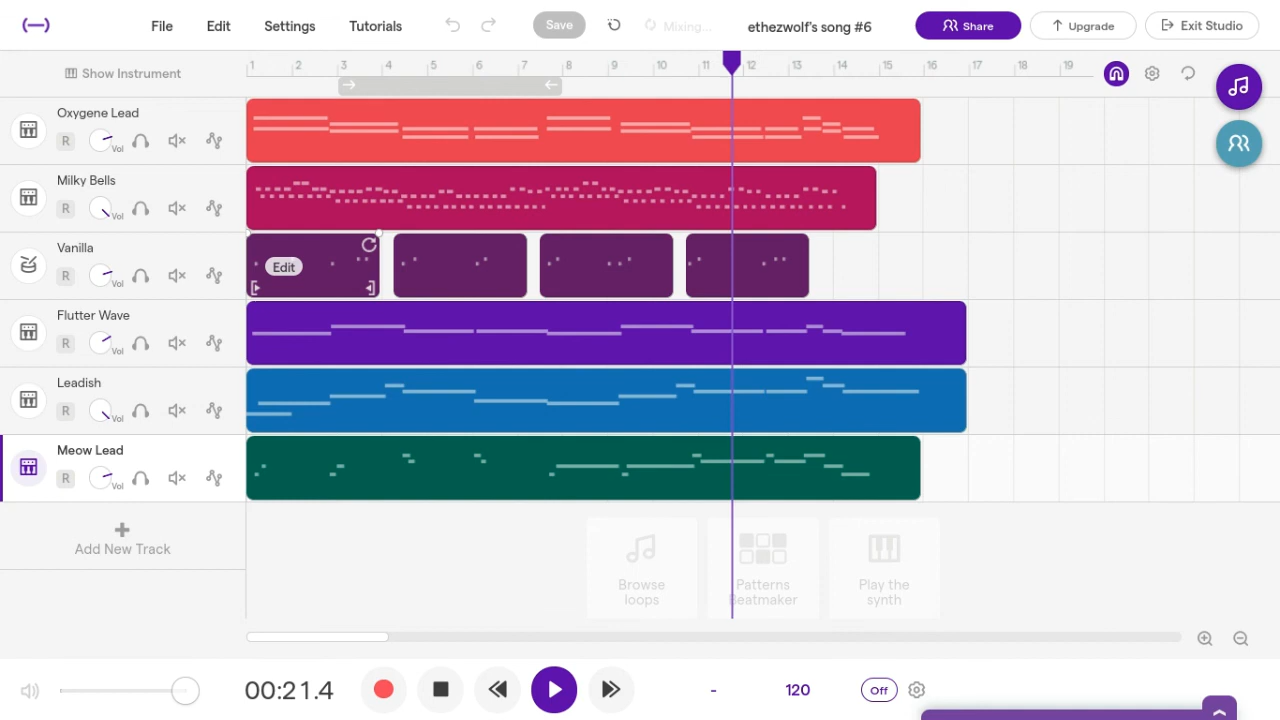 File Edit Settings Tutorials Save Mixing... ethezwolf's song #6 Share Upgrade Exit Studio
Show Instrument 1 2 3 4 5 6 7 8 9 10 11 12 13 14 15 16 17 18 19
Oxygene Lead
R Vol
Milky Bells
R Vol
Vanilla
R Vol
Edit
Flutter Wave
R Vol
Leadish
R Vol
Meow Lead
R Vol
Add New Track
Browse
loops
Patterns
Beatmaker
Play the
synth
00:21.4 - 120 Off